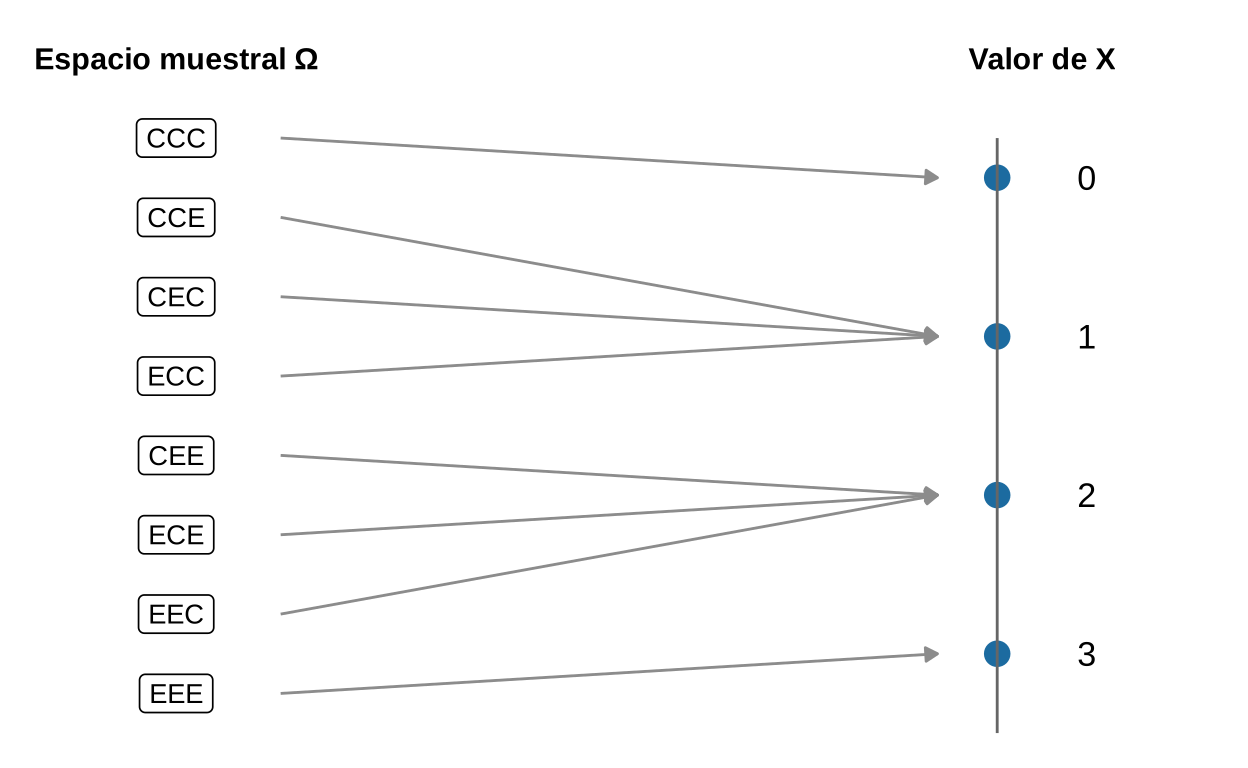 Espacio muestral Ω
Valor de X
CCC
0
CCE
CEC
1
ECC
CEE
2
ECE
EEC
3
EEE